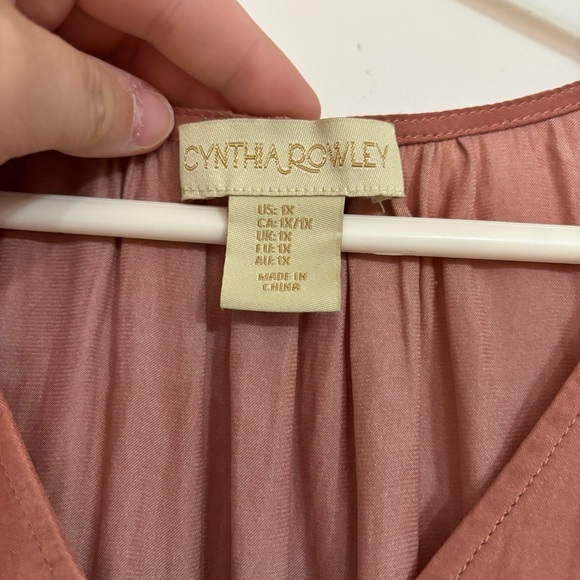 CYNTHIA ROWLEY
US: 1X
CA: 1X/1X
UK: 1X
EU: 1X
AU: 1X
MADE IN
CHINA